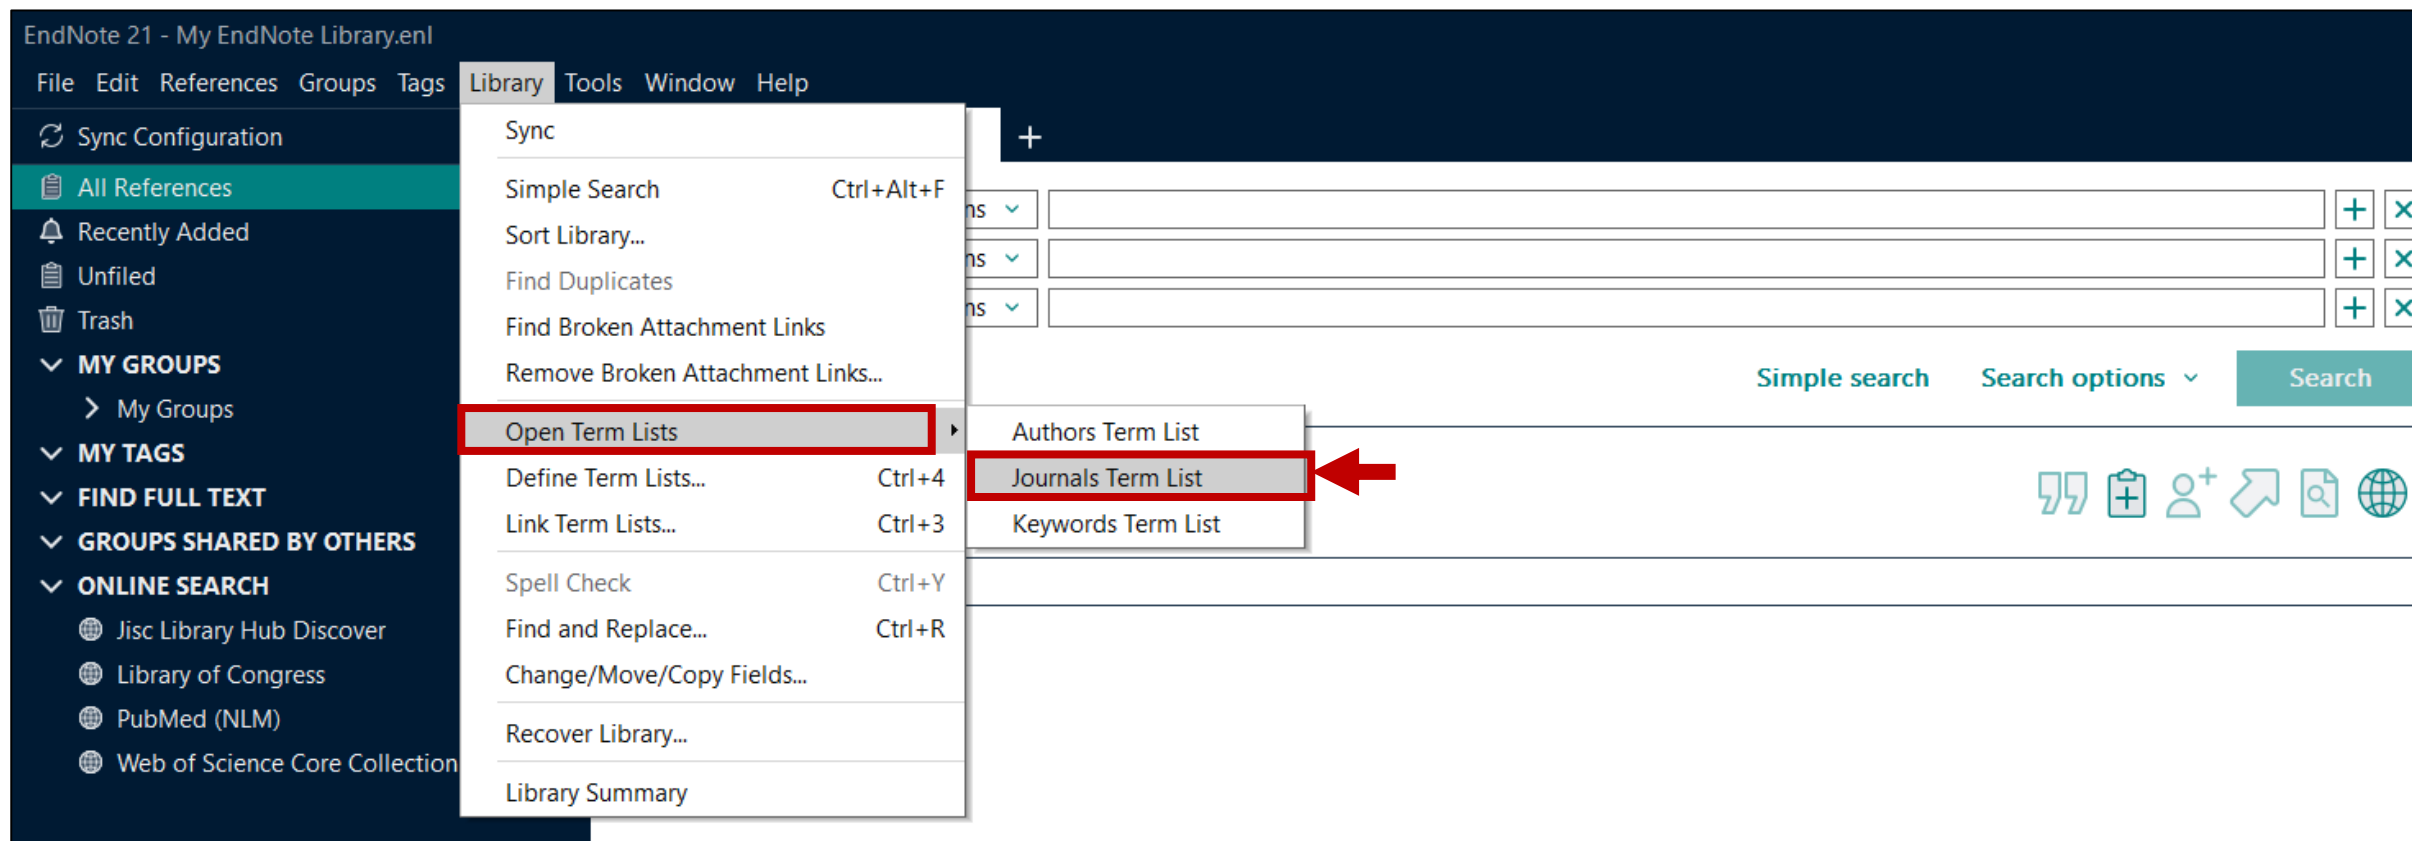 EndNote 21 - My EndNote Library.enl
File Edit References Groups Tags Library Tools Window Help
Sync Configuration
All References
Recently Added
Unfiled
Trash
MY GROUPS
My Groups
MY TAGS
FIND FULL TEXT
GROUPS SHARED BY OTHERS
ONLINE SEARCH
Jisc Library Hub Discover
Library of Congress
PubMed (NLM)
Web of Science Core Collection
Sync
Simple Search Ctrl+Alt+F
Sort Library...
Find Duplicates
Find Broken Attachment Links
Remove Broken Attachment Links...
Open Term Lists
Define Term Lists... Ctrl+4
Link Term Lists... Ctrl+3
Spell Check Ctrl+Y
Find and Replace... Ctrl+R
Change/Move/Copy Fields...
Recover Library...
Library Summary
Authors Term List
Journals Term List
Keywords Term List
ns
ns
ns
Simple search Search options Search